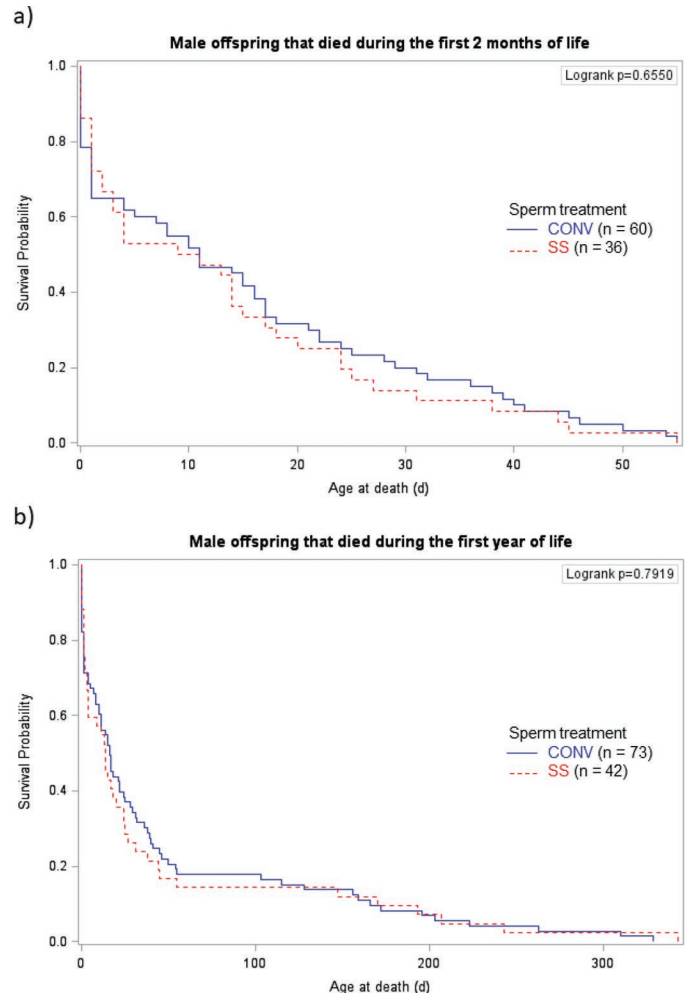 a)
Male offspring that died during the first 2 months of life
Logrank p=0.6550
1.0
0.8
0.6
0.4
0.2
0.0
Survival Probability
Sperm treatment
CONV (n = 60)
SS (n = 36)
0 10 20 30 40 50
Age at death (d)
b)
Male offspring that died during the first year of life
Logrank p=0.7919
1.0
0.8
0.6
0.4
0.2
0.0
Survival Probability
Sperm treatment
CONV (n = 73)
SS (n = 42)
0 100 200 300
Age at death (d)